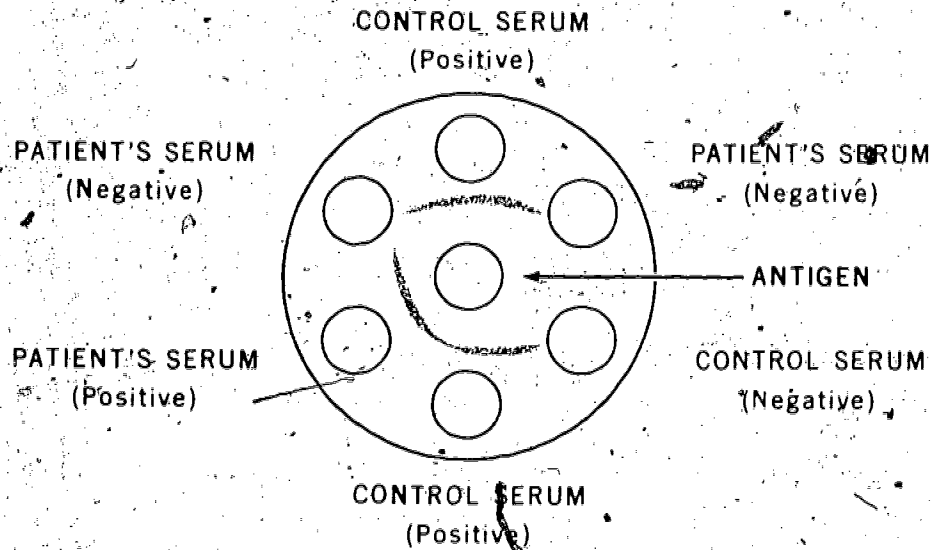 CONTROL SERUM
(Positive)
PATIENT'S SERUM
(Negative)
PATIENT'S SERUM
(Negative)
ANTIGEN
PATIENT'S SERUM
(Positive)
CONTROL SERUM
(Negative)
CONTROL SERUM
(Positive)